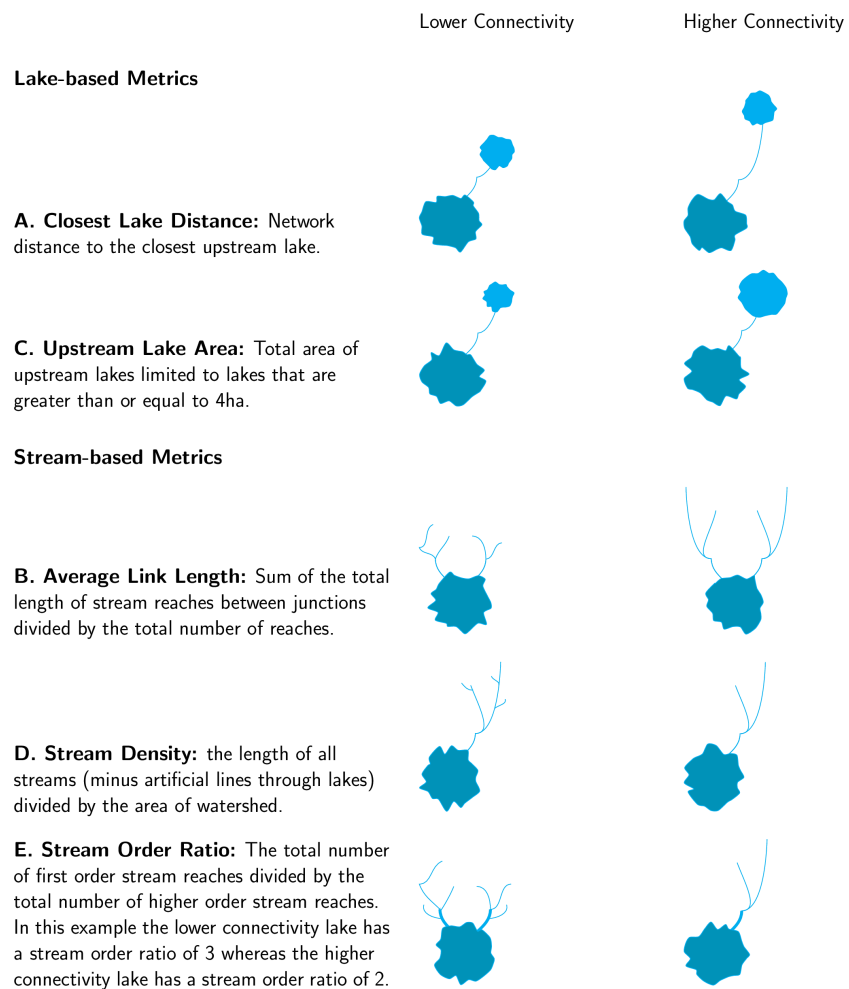 Lower Connectivity
Higher Connectivity
Lake-based Metrics
A. Closest Lake Distance: Network
distance to the closest upstream lake.
C. Upstream Lake Area: Total area of
upstream lakes limited to lakes that are
greater than or equal to 4ha.
Stream-based Metrics
B. Average Link Length: Sum of the total
length of stream reaches between junctions
divided by the total number of reaches.
D. Stream Density: the length of all
streams (minus artificial lines through lakes)
divided by the area of watershed.
E. Stream Order Ratio: The total number
of first order stream reaches divided by the
total number of higher order stream reaches.
In this example the lower connectivity lake has
a stream order ratio of 3 whereas the higher
connectivity lake has a stream order ratio of 2.